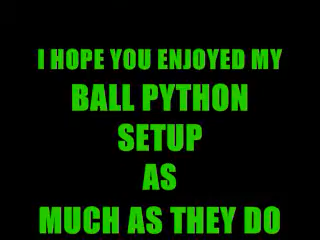 I HOPE YOU ENJOYED MY
BALL PYTHON
SETUP
AS
MUCH AS THEY DO